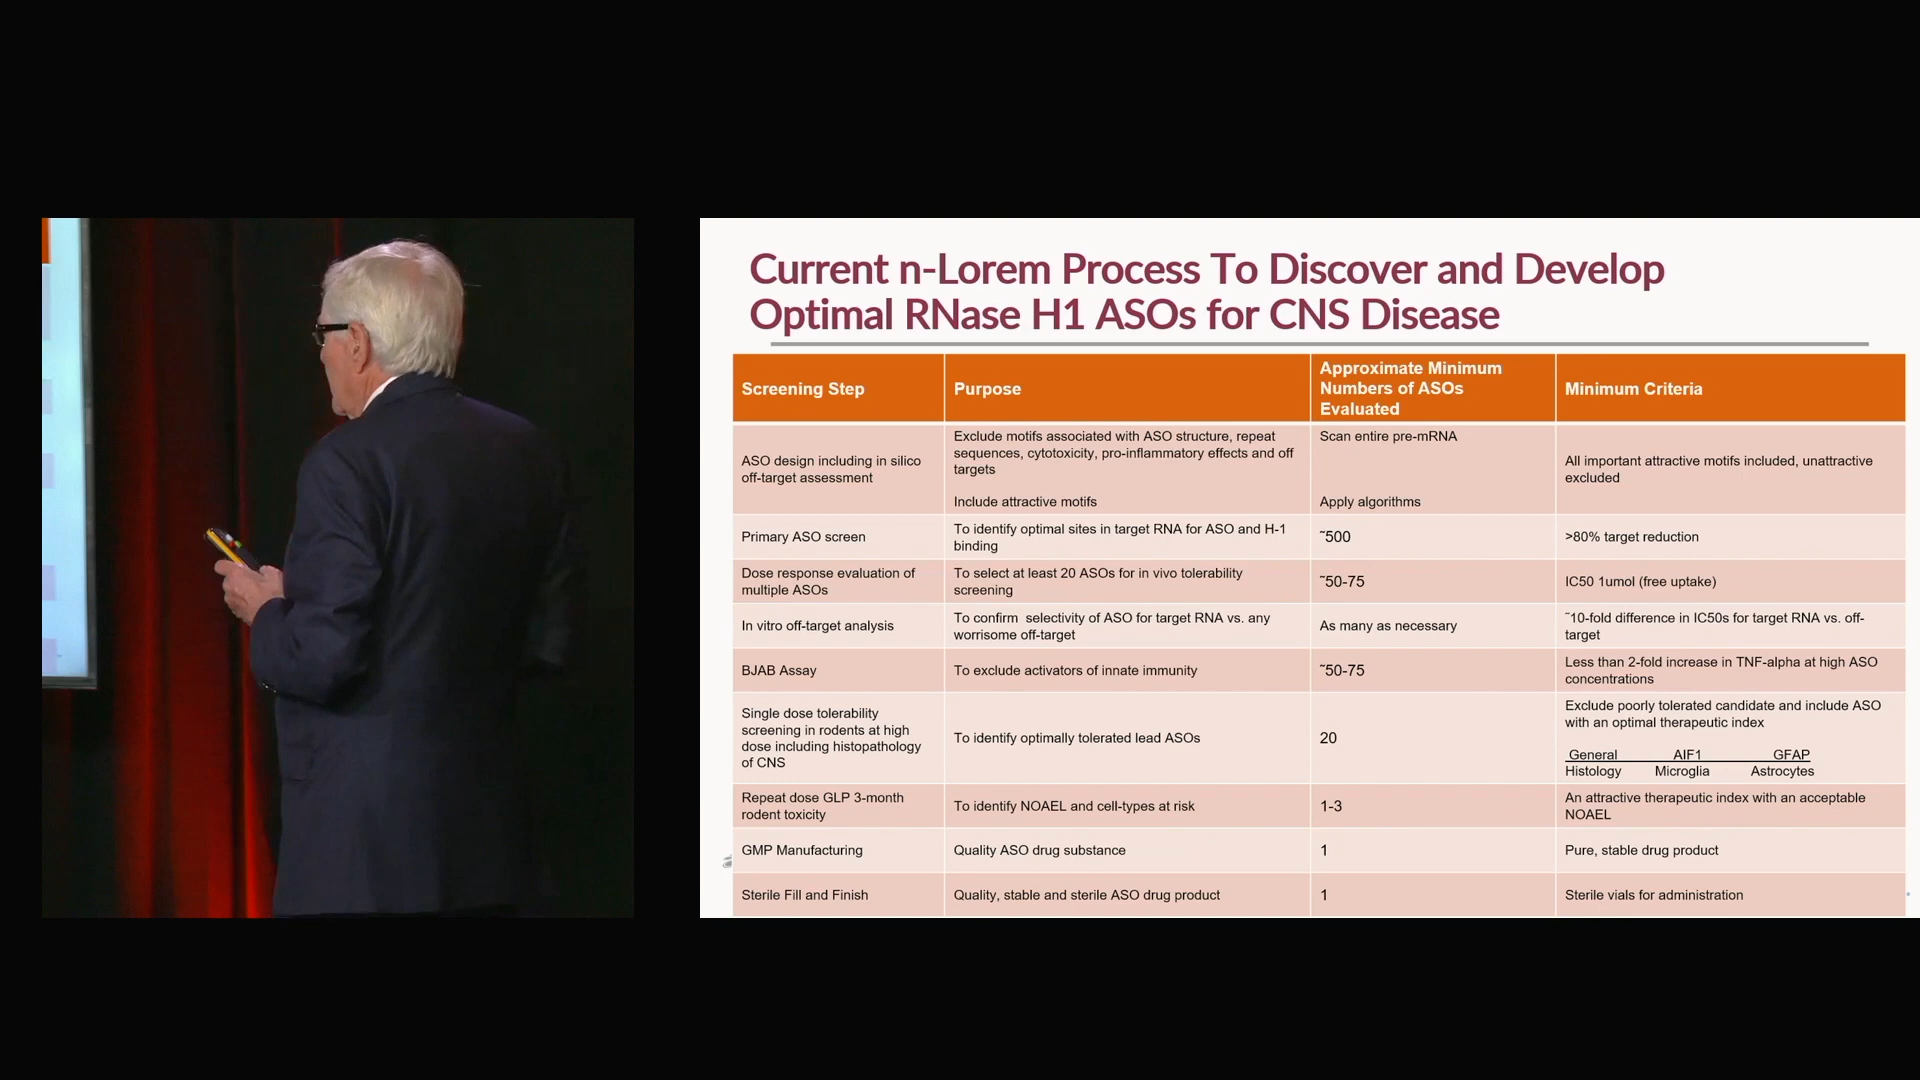 Current n-Lorem Process To Discover and Develop
Optimal RNase H1 ASOs for CNS Disease
Screening Step
Purpose
Approximate Minimum
Numbers of ASOs
Evaluated
Minimum Criteria
ASO design including in silico
off-target assessment
Exclude motifs associated with ASO structure, repeat
sequences, cytotoxicity, pro-inflammatory effects and off
targets
Include attractive motifs
Scan entire pre-mRNA
Apply algorithms
All important attractive motifs included, unattractive
excluded
Primary ASO screen
To identify optimal sites in target RNA for ASO and H-1
binding
˜500
>80% target reduction
Dose response evaluation of
multiple ASOs
To select at least 20 ASOs for in vivo tolerability
screening
˜50-75
IC50 1umol (free uptake)
In vitro off-target analysis
To confirm  selectivity of ASO for target RNA vs. any
worrisome off-target
As many as necessary
˜10-fold difference in IC50s for target RNA vs. off-
target
BJAB Assay
To exclude activators of innate immunity
˜50-75
Less than 2-fold increase in TNF-alpha at high ASO
concentrations
Single dose tolerability
screening in rodents at high
dose including histopathology
of CNS
To identify optimally tolerated lead ASOs
20
Exclude poorly tolerated candidate and include ASO
with an optimal therapeutic index
General AIF1 GFAP
Histology Microglia Astrocytes
Repeat dose GLP 3-month
rodent toxicity
To identify NOAEL and cell-types at risk
1-3
An attractive therapeutic index with an acceptable
NOAEL
GMP Manufacturing
Quality ASO drug substance
1
Pure, stable drug product
Sterile Fill and Finish
Quality, stable and sterile ASO drug product
1
Sterile vials for administration